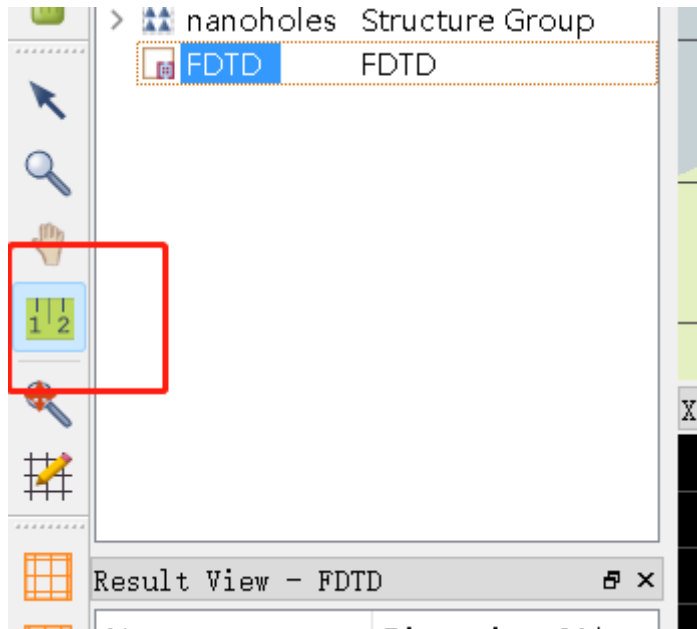 nanoholes Structure Group
FDTD FDTD
1 2
X
Result View - FDTD